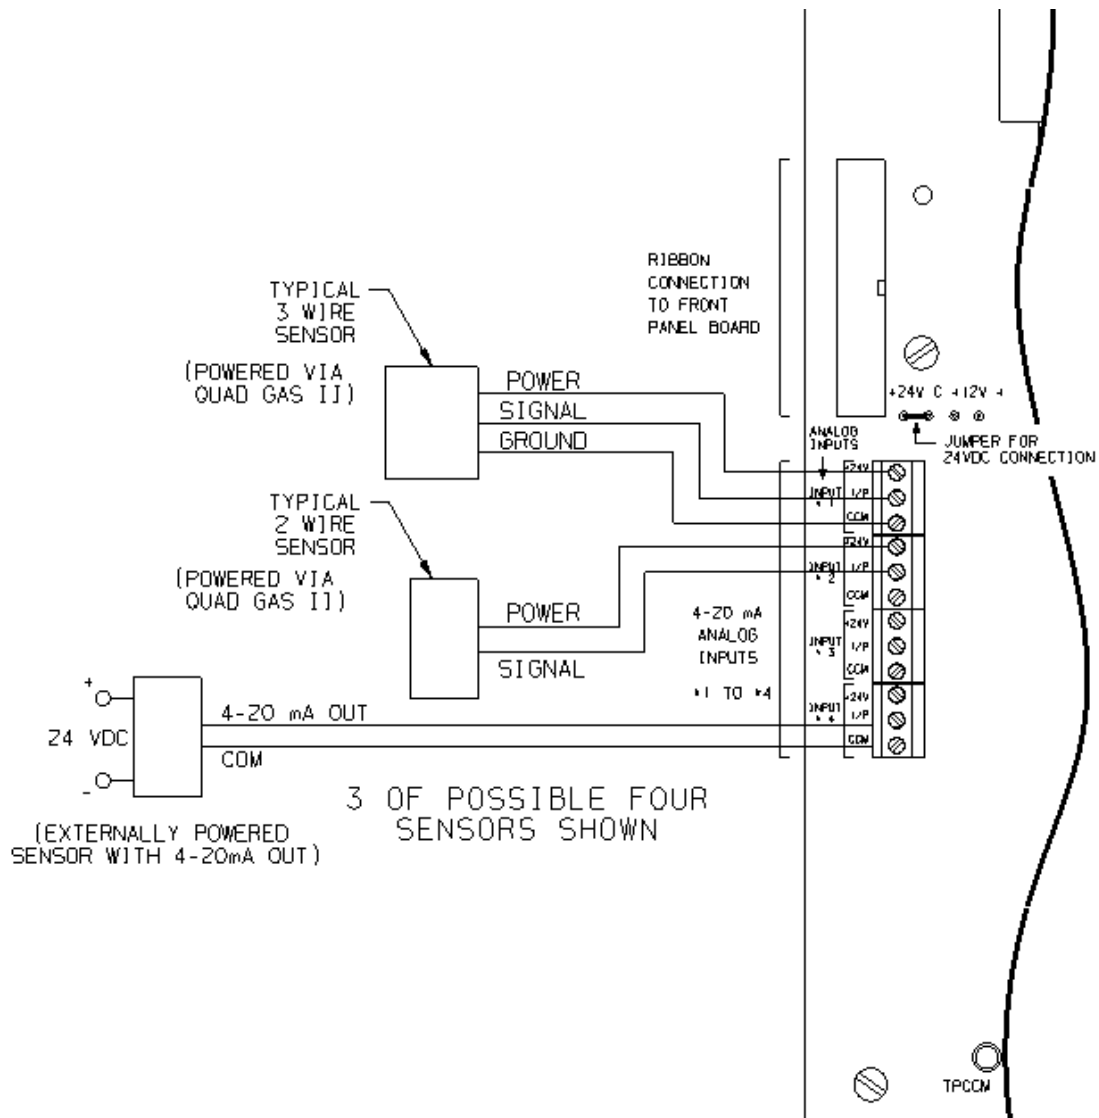 RIBBON
CONNECTION
TO FRONT
PANEL BOARD
TYPICAL
3 WIRE
SENSOR
(POWERED VIA
QUAD GAS II)
POWER
SIGNAL
GROUND
+24V C +12V +
JUMPER FOR
24VDC CONNECTION
ANALOG
INPUTS
+24V
INPUT I/P
1
COM
TYPICAL
2 WIRE
SENSOR
(POWERED VIA
QUAD GAS II)
POWER
SIGNAL
+24V
INPUT I/P
2
COM
4-20 mA
ANALOG
INPUTS
#1 TO #4
+24V
INPUT I/P
3
COM
+24V
INPUT I/P
4
COM
+
24 VDC
-
4-20 mA OUT
COM
(EXTERNALLY POWERED
SENSOR WITH 4-20mA OUT)
3 OF POSSIBLE FOUR
SENSORS SHOWN
TPCCM